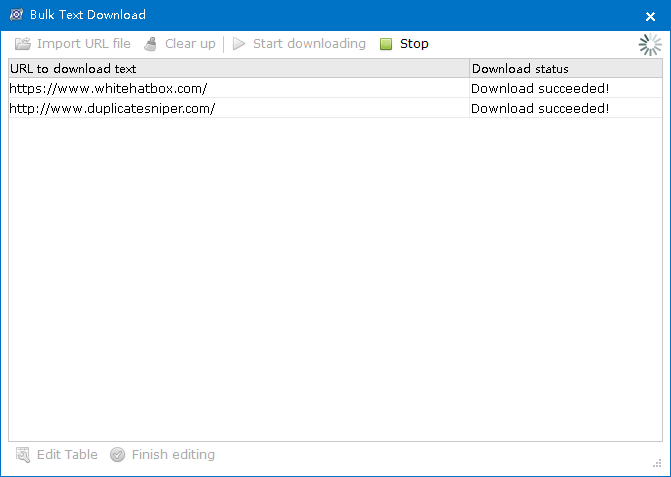 Bulk Text Download
Import URL file Clear up Start downloading Stop
URL to download text Download status
https://www.whitehatbox.com/ Download succeeded!
http://www.duplicatesniper.com/ Download succeeded!
Edit Table Finish editing